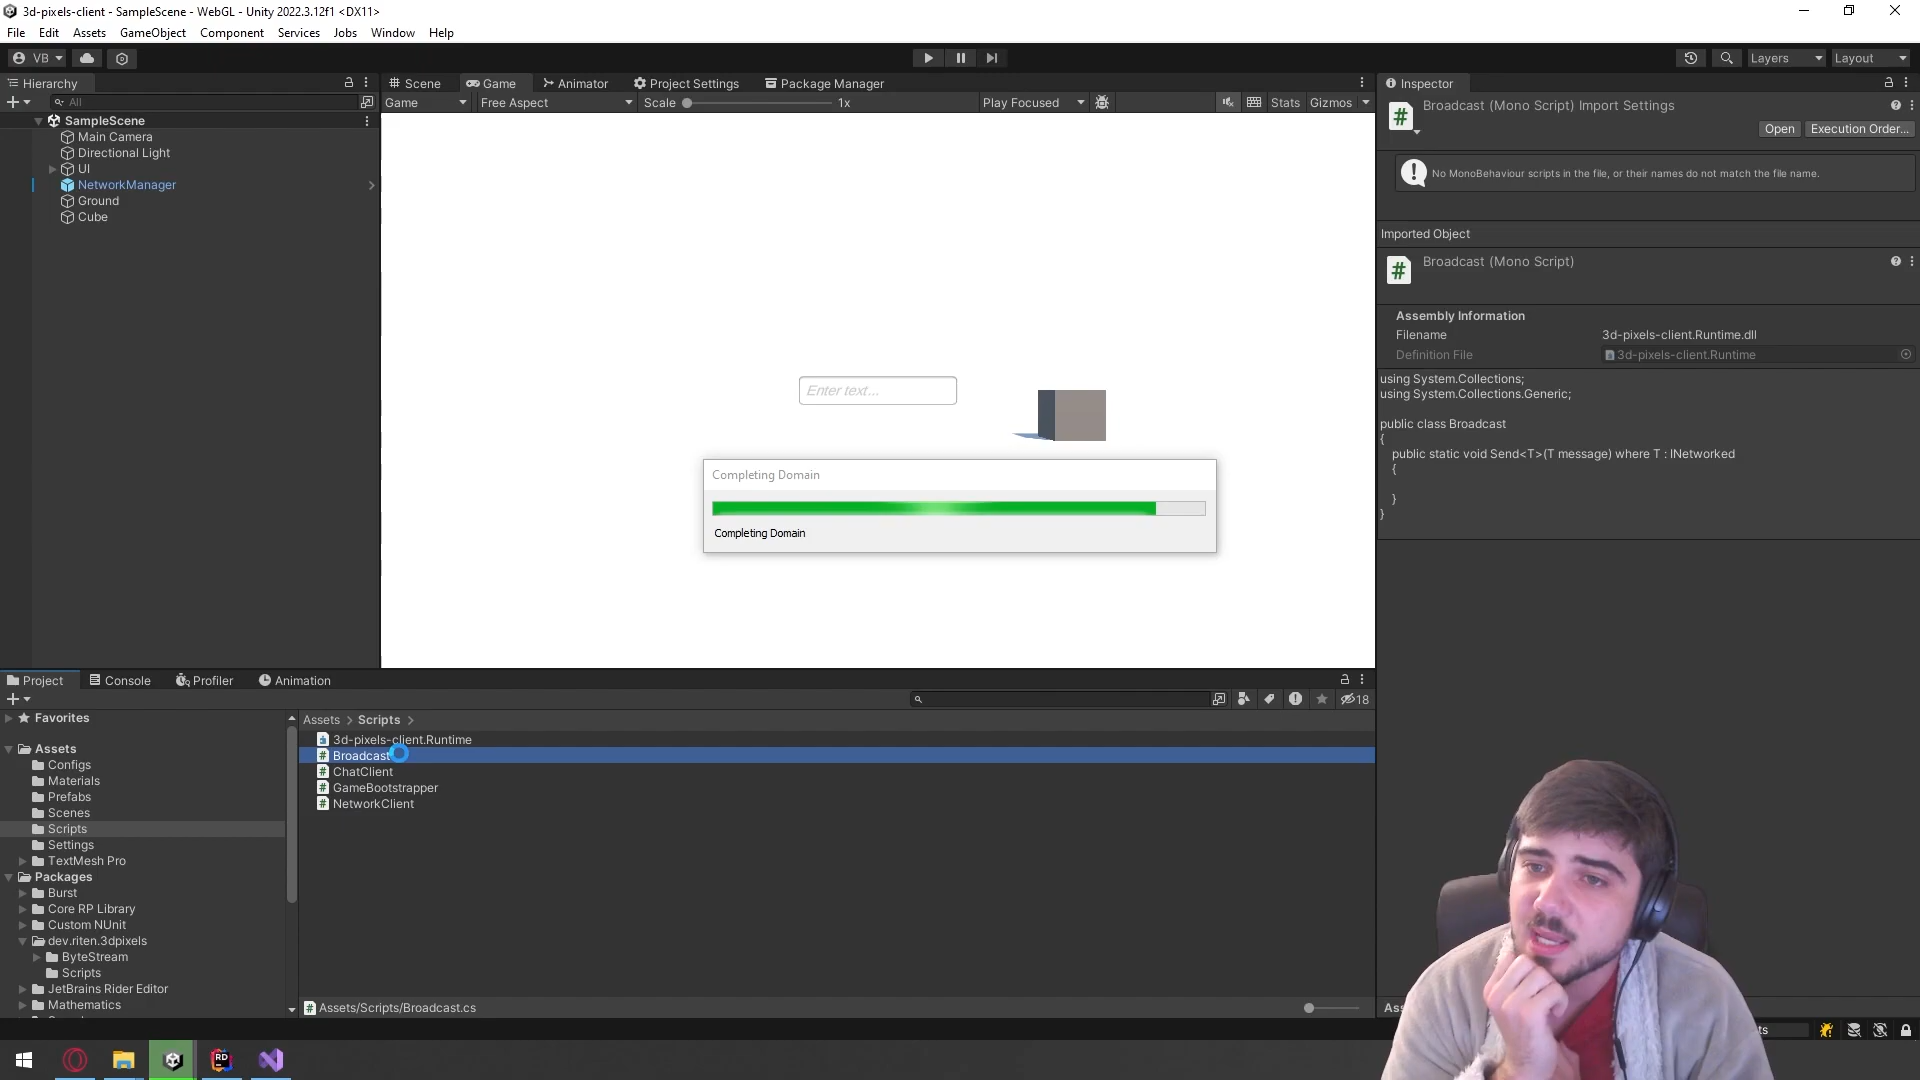 3d-pixels-client - SampleScene - WebGL - Unity 2022.3.12f1 <DX11>
File Edit Assets GameObject Component Services Jobs Window Help
VB Layers Layout
Hierarchy
All
SampleScene
Main Camera
Directional Light
UI
NetworkManager
Ground
Cube
Scene Game Animator Project Settings Package Manager
Game Free Aspect Scale 1x Play Focused Stats Gizmos
Enter text...
Completing Domain
Completing Domain
Inspector
Broadcast (Mono Script) Import Settings
Open Execution Order...
No MonoBehaviour scripts in the file, or their names do not match the file name.
Imported Object
Broadcast (Mono Script)
Assembly Information
Filename 3d-pixels-client.Runtime.dll
Definition File 3d-pixels-client.Runtime
using System.Collections;
using System.Collections.Generic;
public class Broadcast
{
public static void Send<T>(T message) where T : INetworked
{
}
}
Project Console Profiler Animation
18
Favorites
Assets
Configs
Materials
Prefabs
Scenes
Scripts
Settings
TextMesh Pro
Packages
Burst
Core RP Library
Custom NUnit
dev.riten.3dpixels
ByteStream
Scripts
JetBrains Rider Editor
Mathematics
Assets > Scripts >
3d-pixels-client.Runtime
Broadcast
ChatClient
GameBootstrapper
NetworkClient
Assets/Scripts/Broadcast.cs
RD